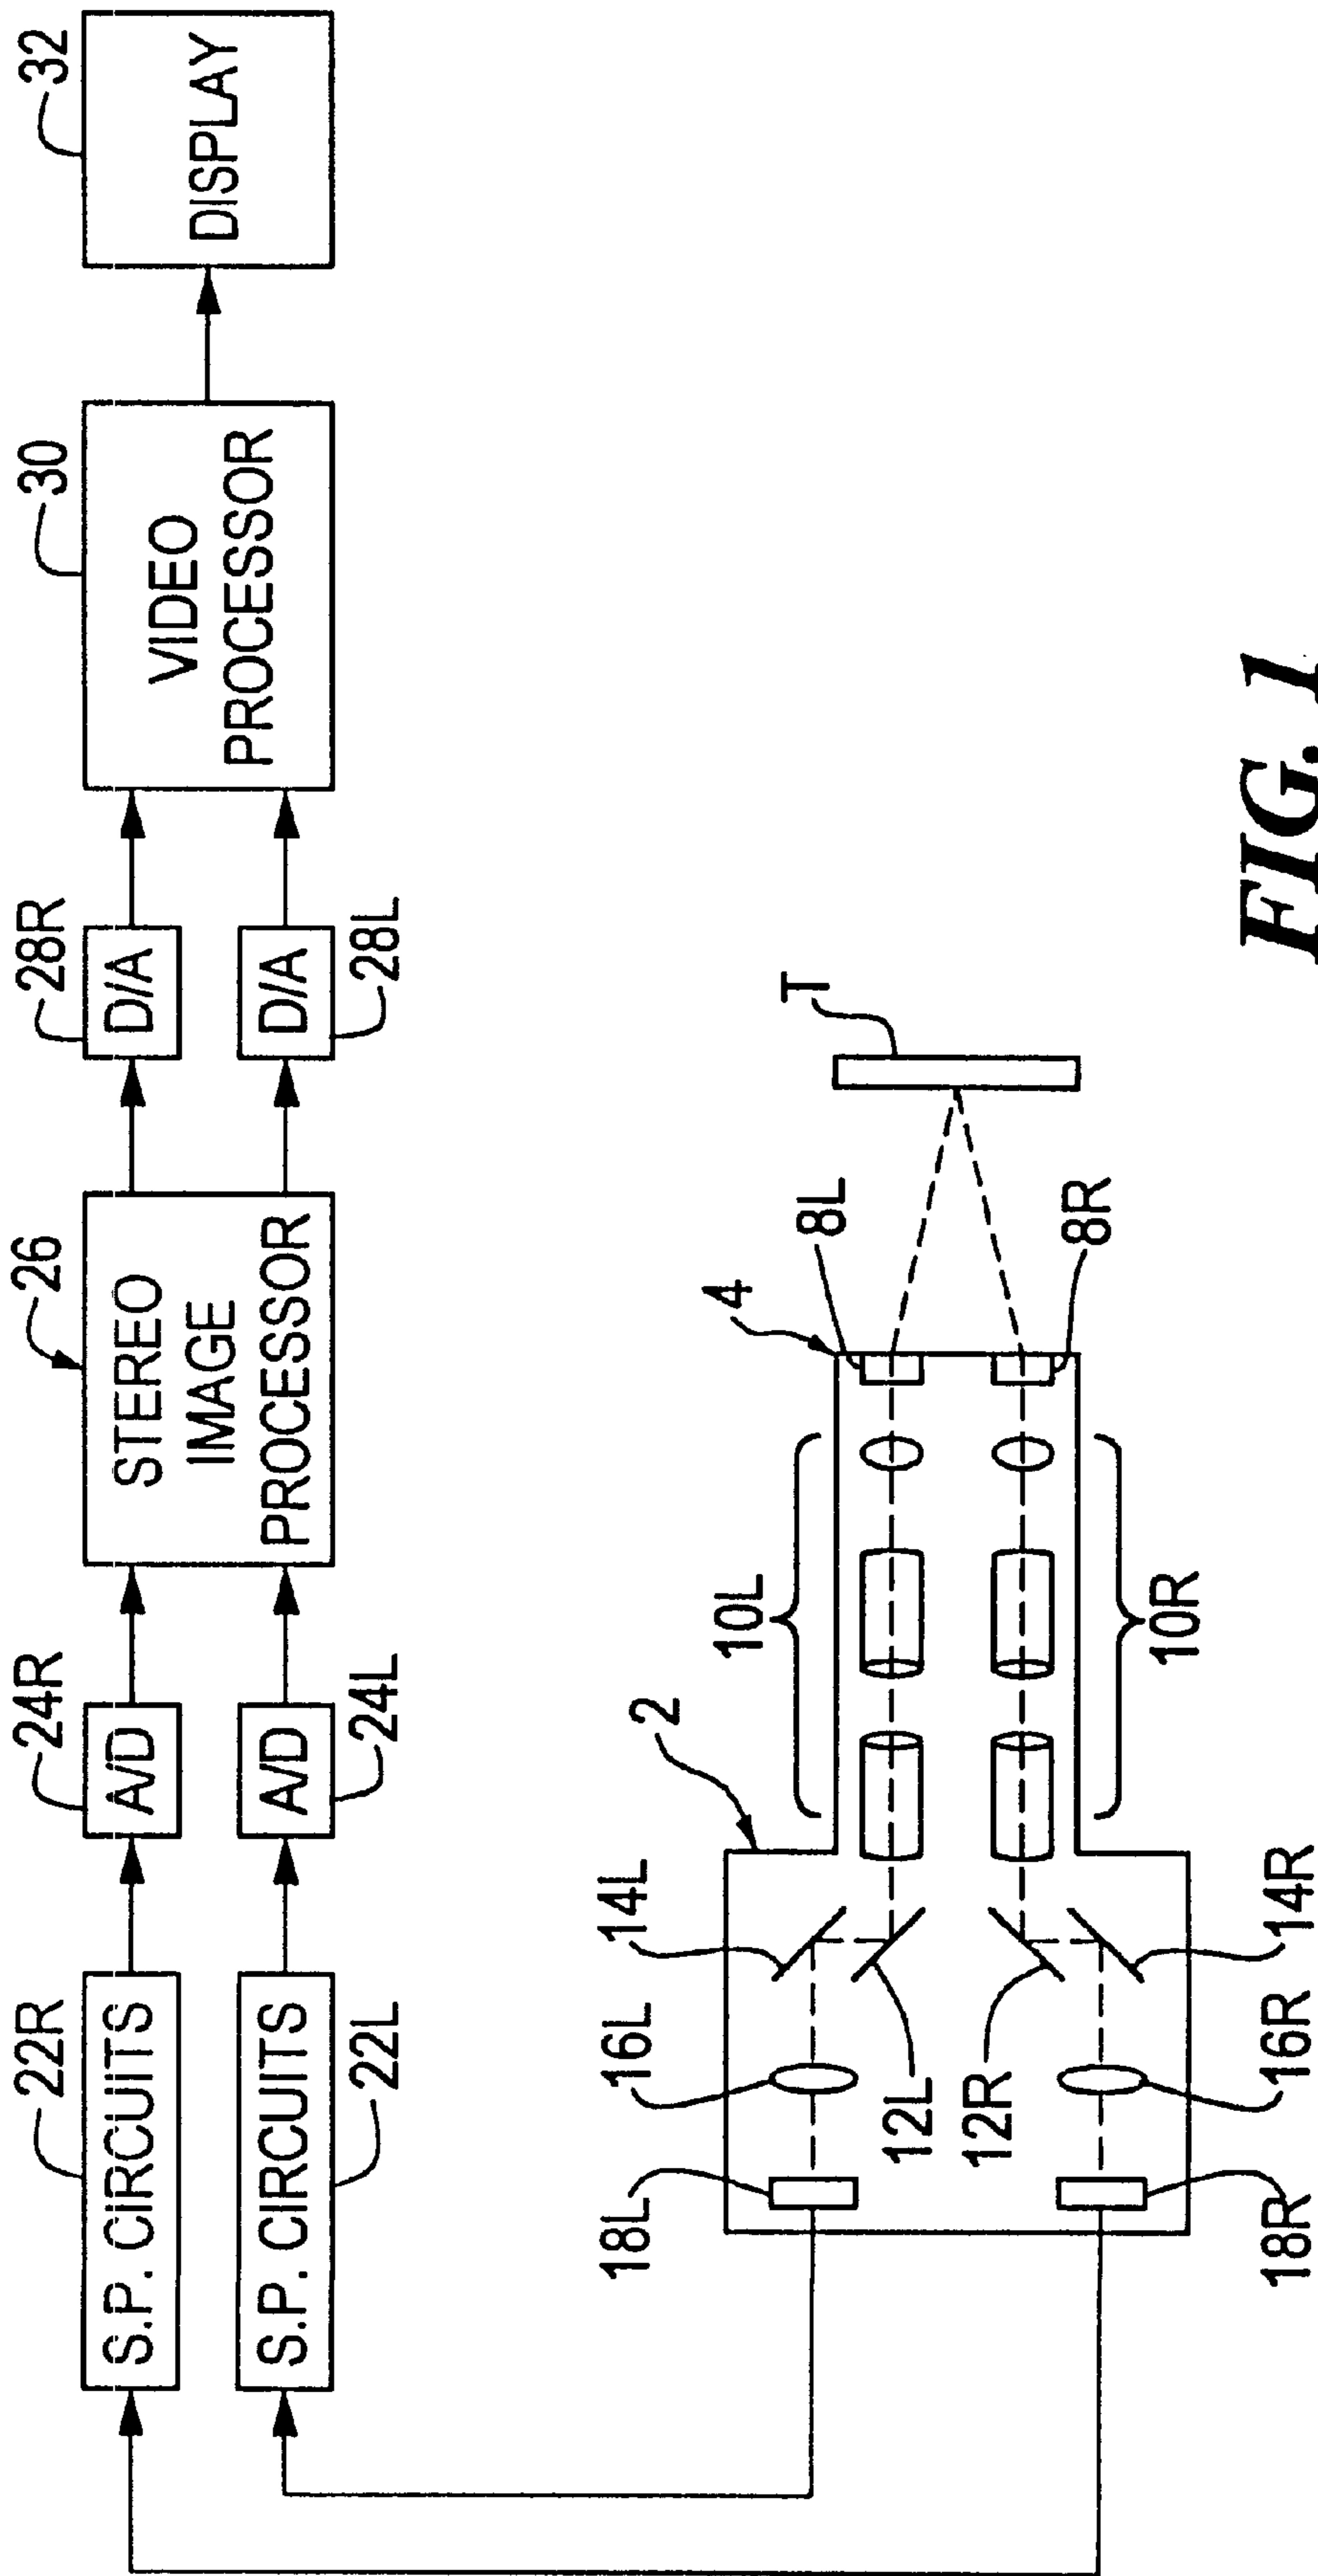 22R
S.P. CIRCUITS
S.P. CIRCUITS
22L
24R
A/D
A/D
24L
26
STEREO
IMAGE
PROCESSOR
28R
D/A
D/A
28L
30
VIDEO
PROCESSOR
32
DISPLAY
18L
16L
14L
2
10L
4
8L
T
12L
12R
18R
16R
14R
10R
8R
FIG. 1